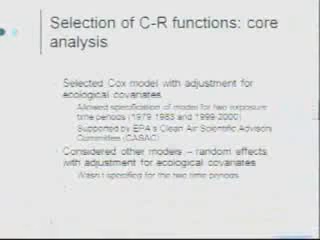 Selection of C-R functions: core
analysis
Selected Cox model with adjustment for
ecological covariates
Allowed specification of model for two exposure
time periods (1979-1983 and 1999-2000)
Supported by EPA's Clean Air Scientific Advisory
Committee (CASAC)
Considered other models – random effects
with adjustment for ecological covariates
Wasn't specified for the two time periods